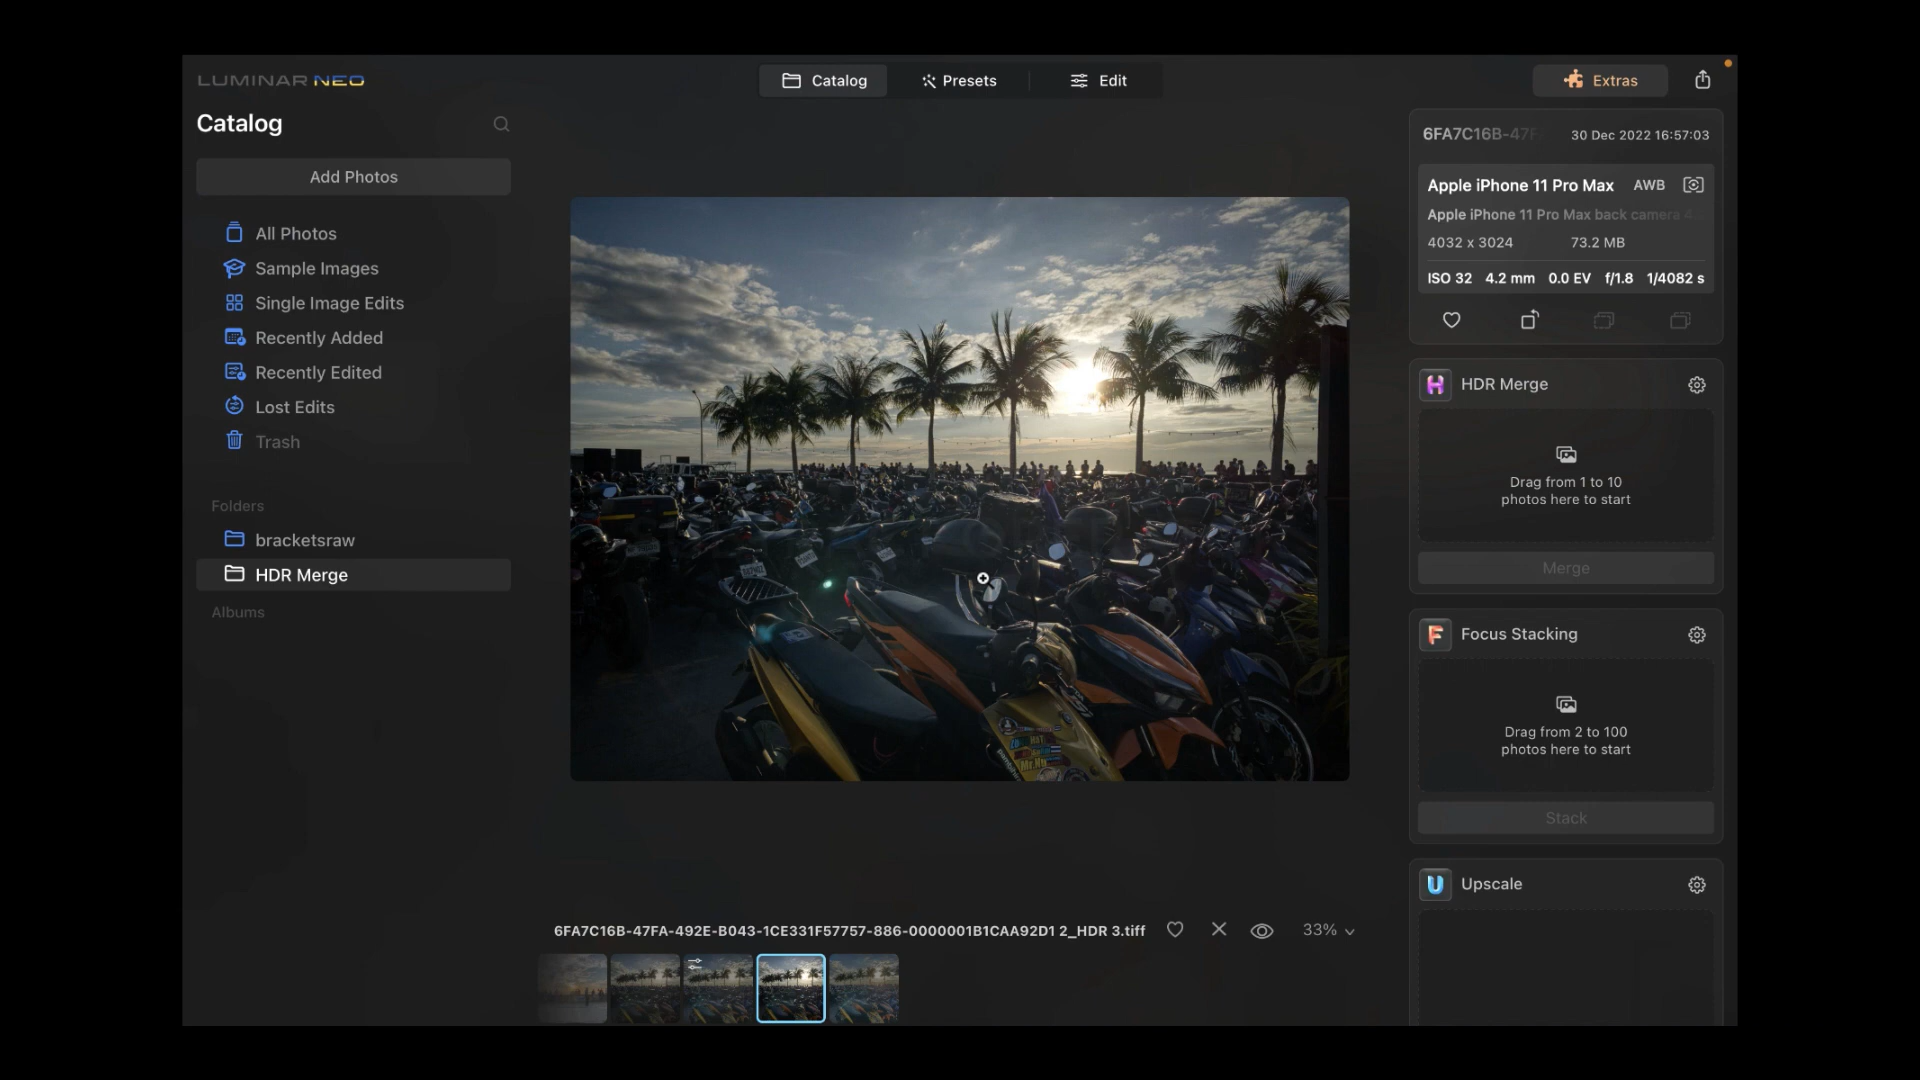 LUMINAR NEO
Catalog
Presets
Edit
Extras
Catalog
Add Photos
All Photos
Sample Images
Single Image Edits
Recently Added
Recently Edited
Lost Edits
Trash
Folders
bracketsraw
HDR Merge
Albums
6FA7C16B-47F
30 Dec 2022 16:57:03
Apple iPhone 11 Pro Max AWB
Apple iPhone 11 Pro Max back camera 4
4032 x 3024 73.2 MB
ISO 32 4.2 mm 0.0 EV f/1.8 1/4082 s
HDR Merge
Drag from 1 to 10
photos here to start
Merge
Focus Stacking
Drag from 2 to 100
photos here to start
Stack
Upscale
6FA7C16B-47FA-492E-B043-1CE331F57757-886-0000001B1CAA92D1 2_HDR 3.tiff
33%